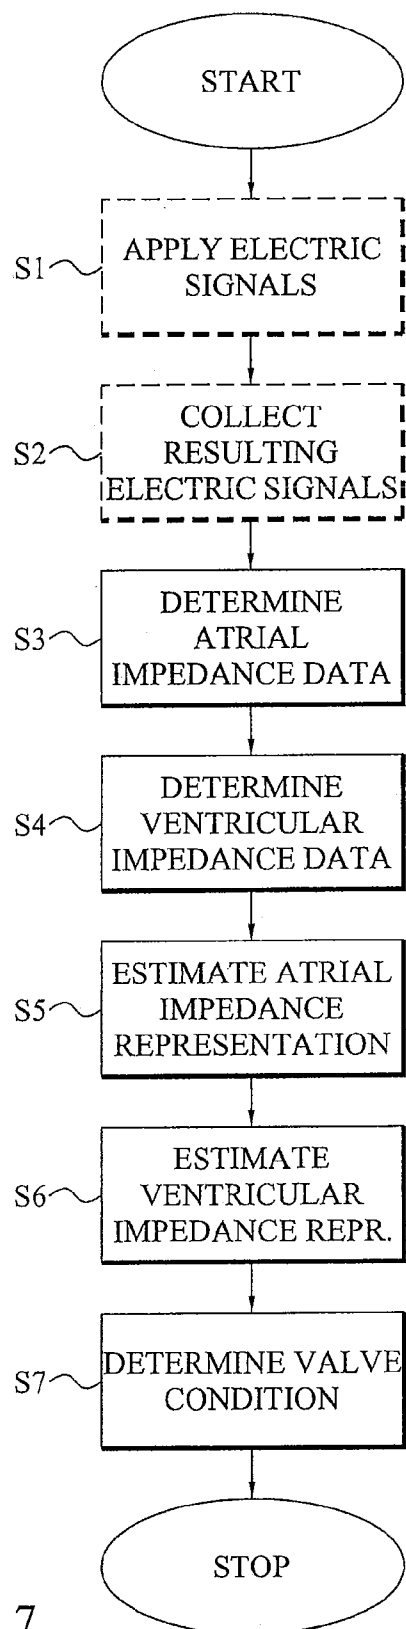 START
S1
APPLY ELECTRIC
SIGNALS
S2
COLLECT
RESULTING
ELECTRIC SIGNALS
S3
DETERMINE
ATRIAL
IMPEDANCE DATA
S4
DETERMINE
VENTRICULAR
IMPEDANCE DATA
S5
ESTIMATE ATRIAL
IMPEDANCE
REPRESENTATION
S6
ESTIMATE
VENTRICULAR
IMPEDANCE REPR.
S7
DETERMINE VALVE
CONDITION
STOP
7